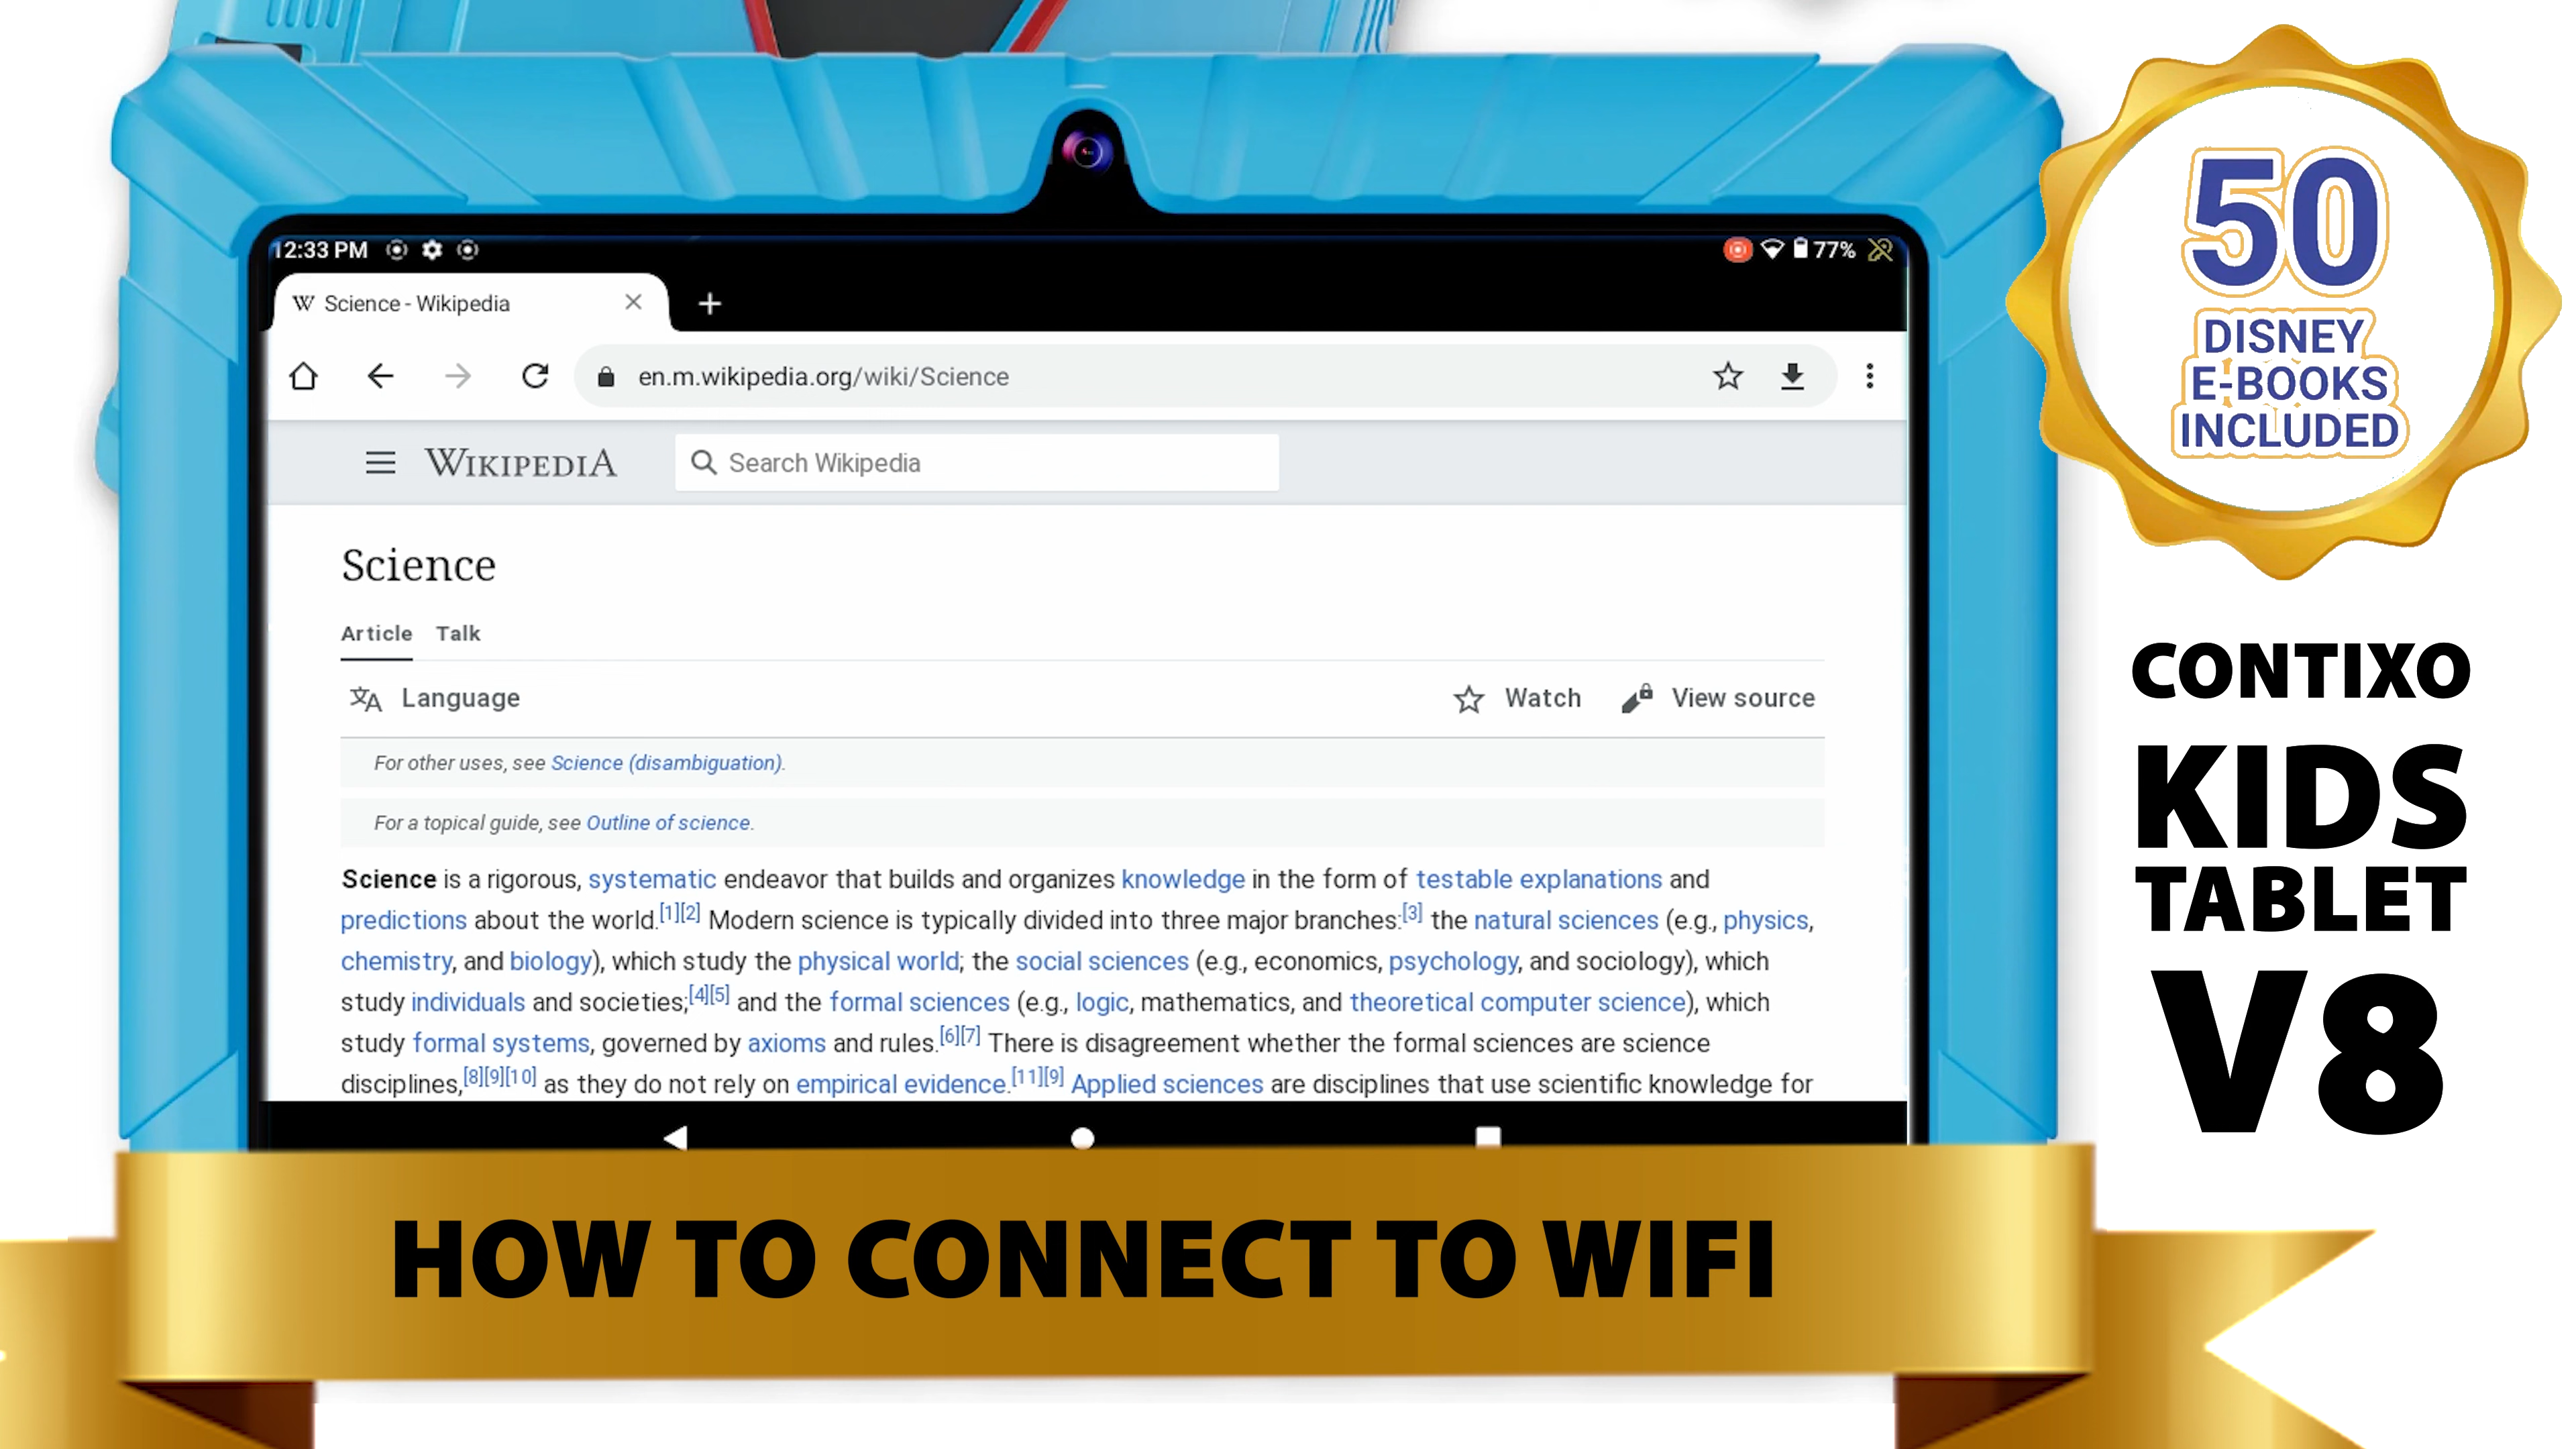 12:33 PM
77%
W Science - Wikipedia
en.m.wikipedia.org/wiki/Science
WIKIPEDIA
Search Wikipedia
Science
Article Talk
文A Language
Watch View source
For other uses, see Science (disambiguation).
For a topical guide, see Outline of science.
Science is a rigorous, systematic endeavor that builds and organizes knowledge in the form of testable explanations and
predictions about the world.[1][2] Modern science is typically divided into three major branches:[3] the natural sciences (e.g., physics,
chemistry, and biology), which study the physical world; the social sciences (e.g., economics, psychology, and sociology), which
study individuals and societies;[4][5] and the formal sciences (e.g., logic, mathematics, and theoretical computer science), which
study formal systems, governed by axioms and rules.[6][7] There is disagreement whether the formal sciences are science
disciplines,[8][9][10] as they do not rely on empirical evidence.[11][9] Applied sciences are disciplines that use scientific knowledge for
50
DISNEY
E-BOOKS
INCLUDED
CONTIXO
KIDS
TABLET
V8
HOW TO CONNECT TO WIFI